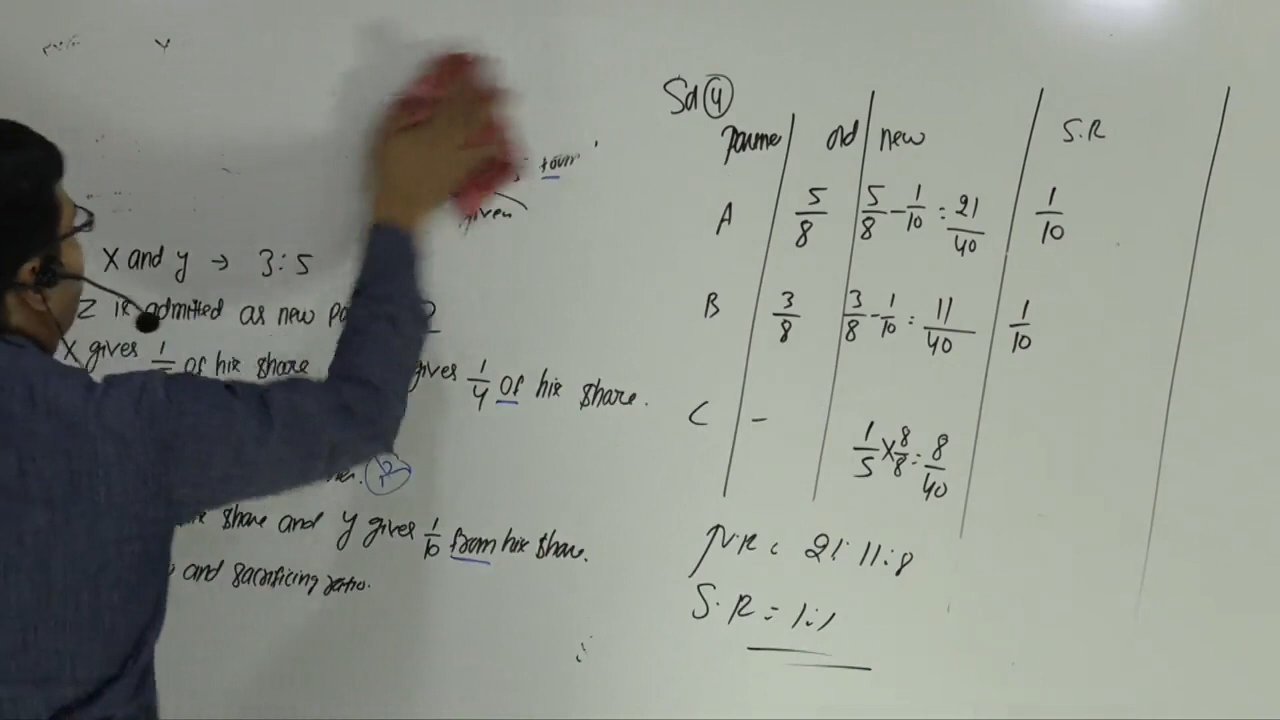 given
X and y → 3:5
Z is admitted as new
X gives 1/ of his share
gives 1/4 of his share.
share and y gives 1/10 from his share.
and sacrificing ratio.
Sol 4
old new S.R
A 5/8 5/8 - 1/10 = 21/40 1/10
B 3/8 3/8 - 1/10 = 11/40 1/10
C - 1/5 X 8/8 = 8/40
N.R = 21:11:8
S.R = 1:1